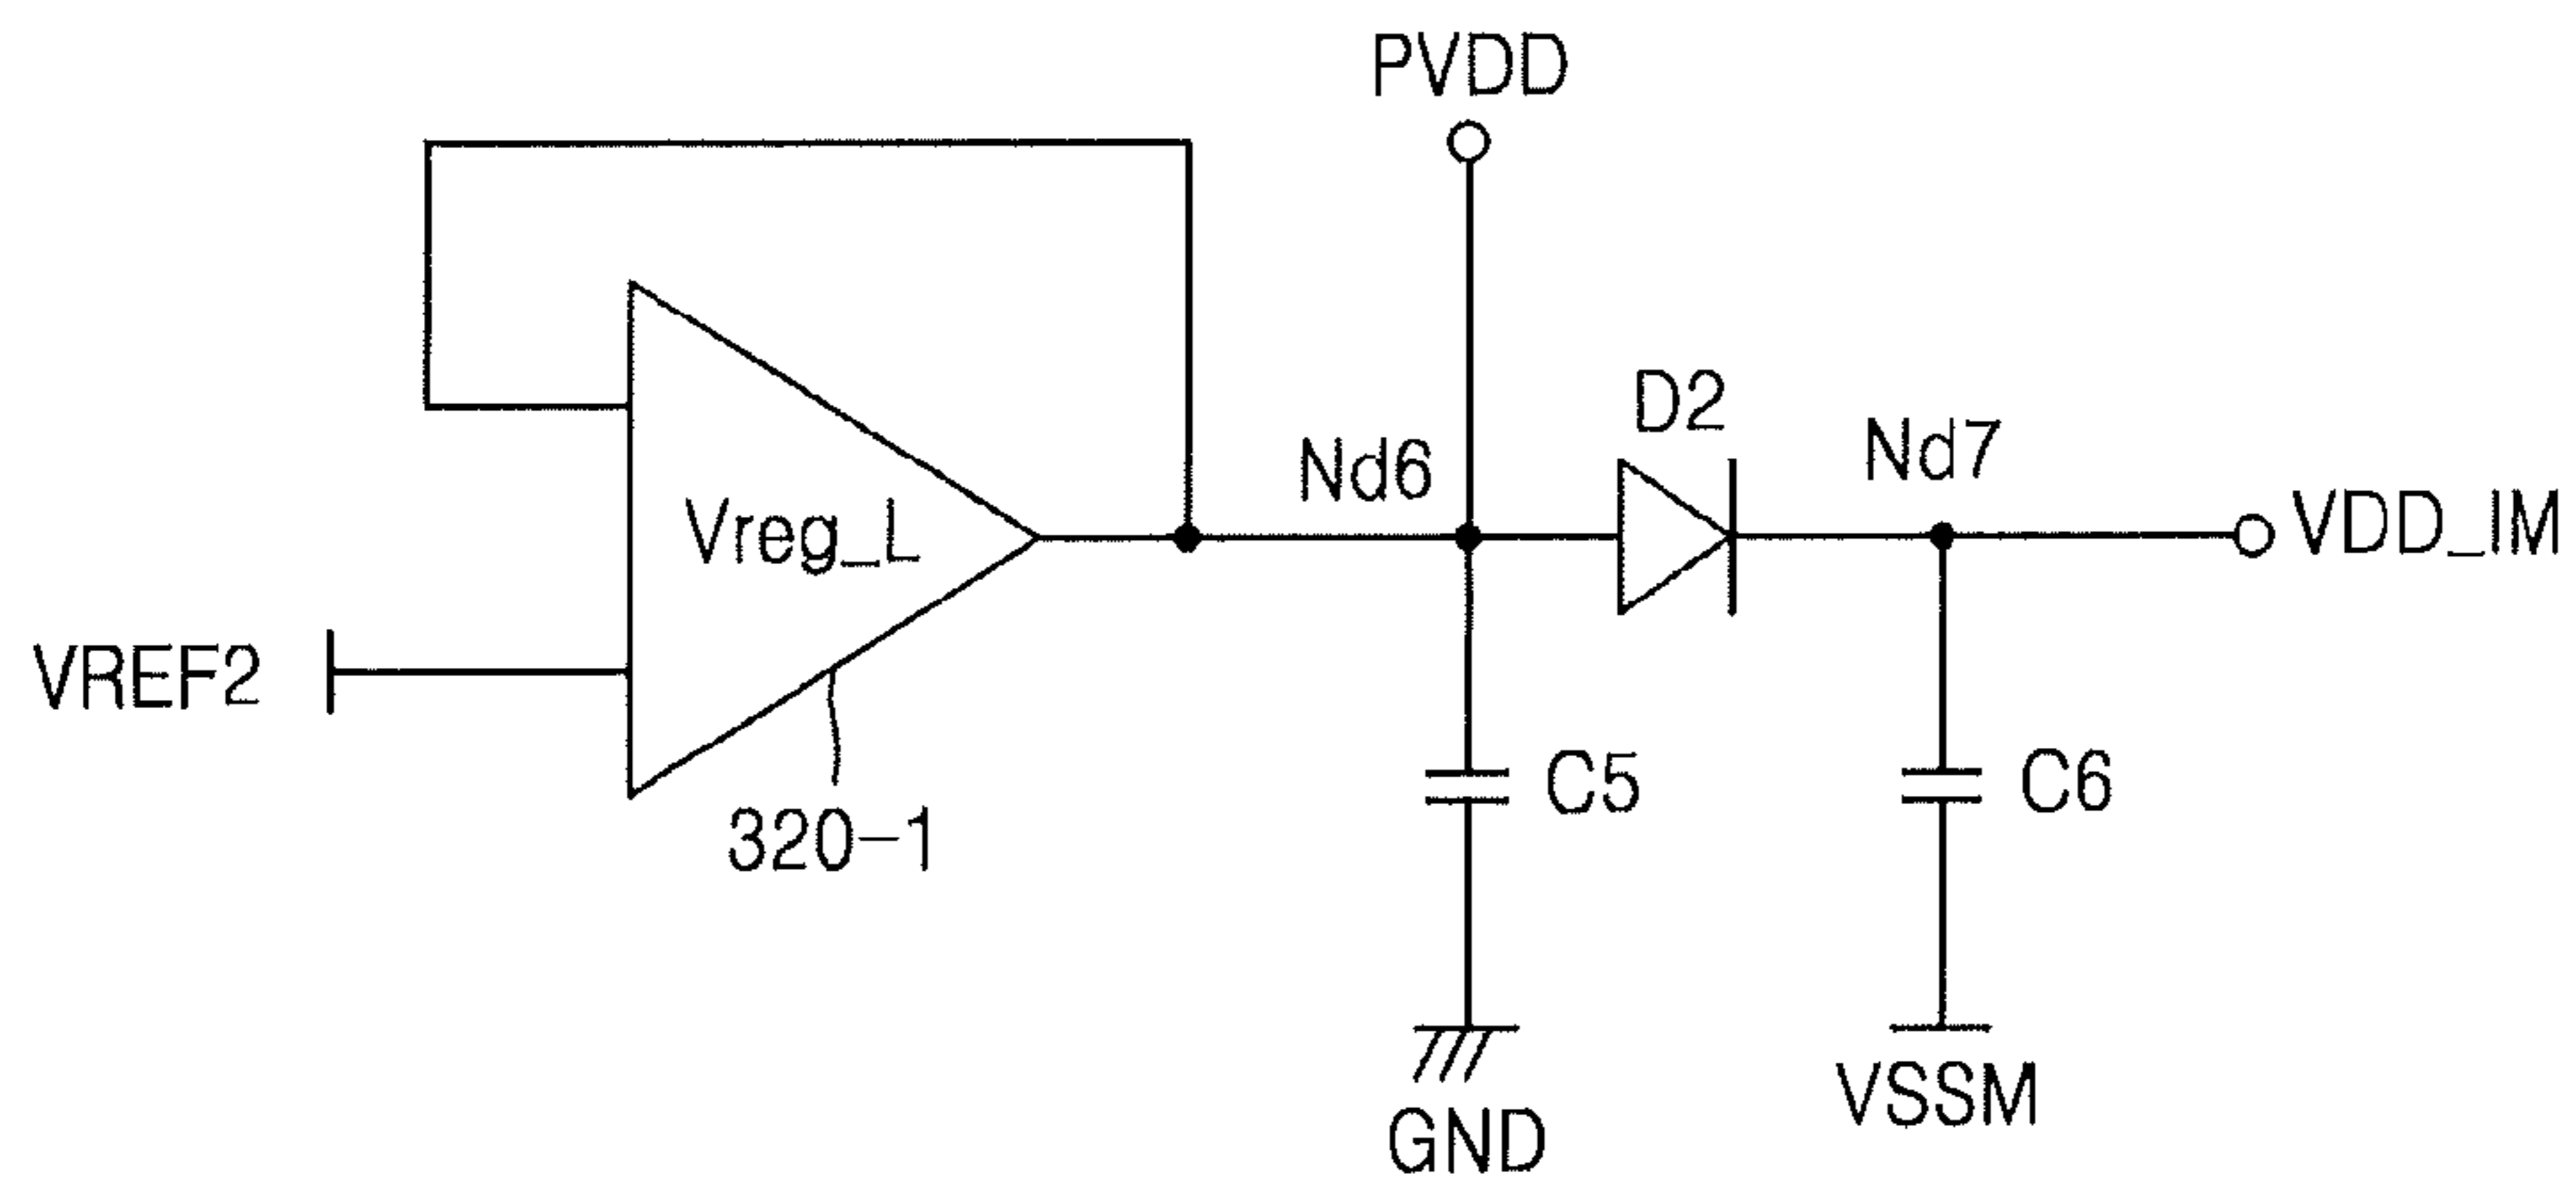 PVDD
D2
Nd6
Nd7
VDD_IM
Vreg_L
VREF2
C5
C6
320-1
VSSM
GND